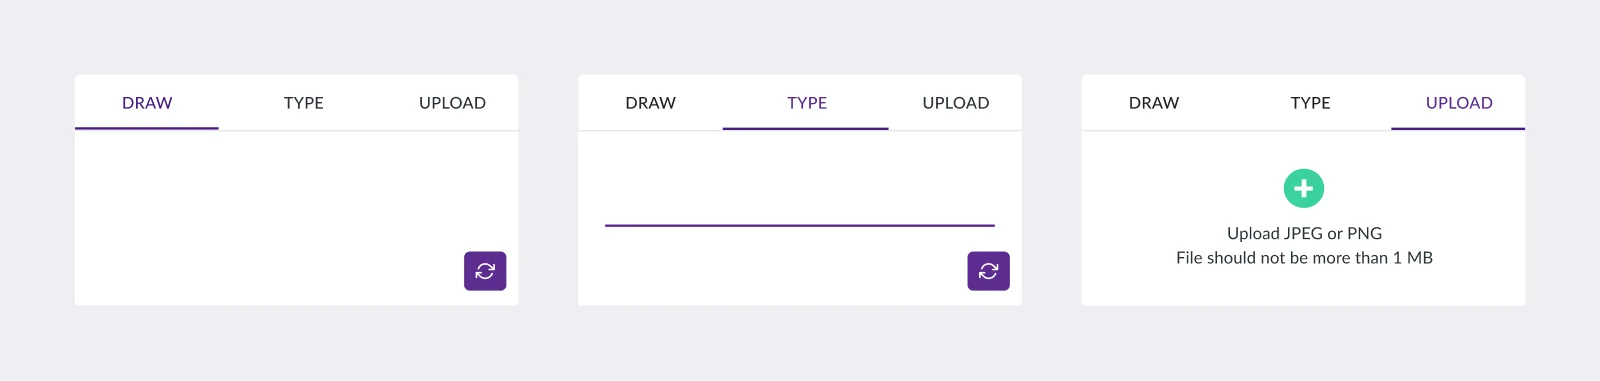 DRAW TYPE UPLOAD
DRAW TYPE UPLOAD
DRAW TYPE UPLOAD
Upload JPEG or PNG
File should not be more than 1 MB